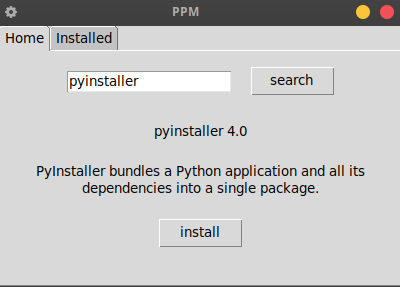 PPM
Home Installed
pyinstaller search
pyinstaller 4.0
PyInstaller bundles a Python application and all its
dependencies into a single package.
install